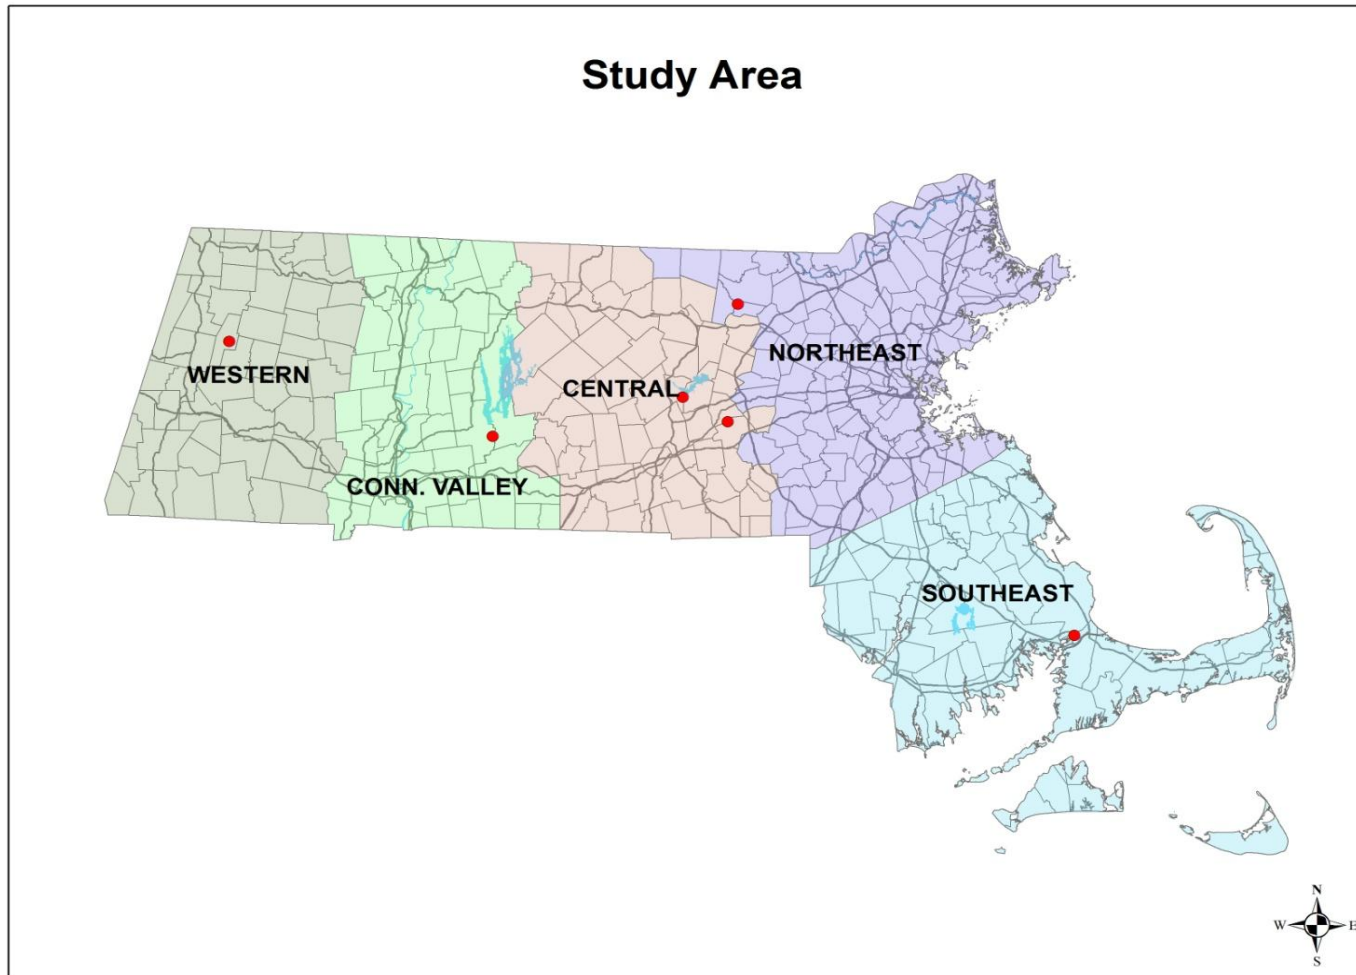 Study Area
NORTHEAST
WESTERN
CENTRAL
CONN. VALLEY
SOUTHEAST
N
W E
S